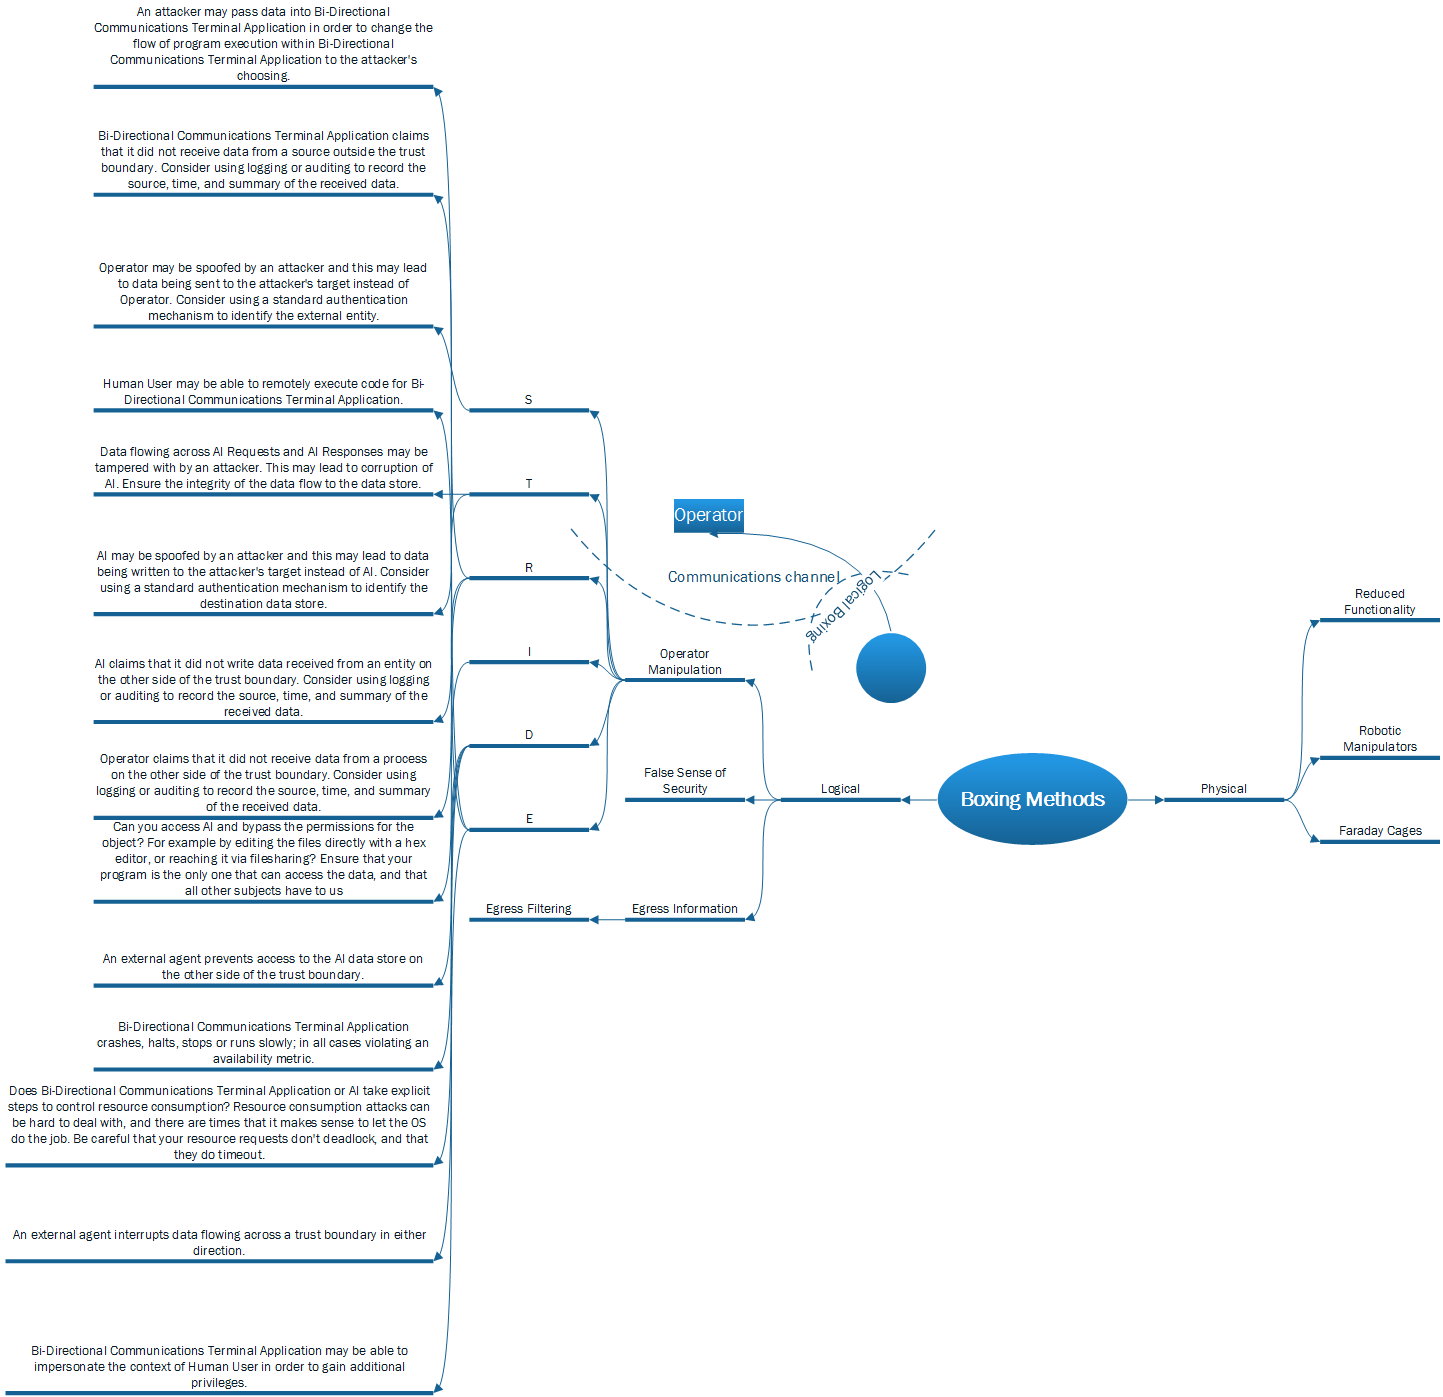 An attacker may pass data into Bi-Directional
Communications Terminal Application in order to change the
flow of program execution within Bi-Directional
Communications Terminal Application to the attacker's
choosing.
Bi-Directional Communications Terminal Application claims
that it did not receive data from a source outside the trust
boundary. Consider using logging or auditing to record the
source, time, and summary of the received data.
Operator may be spoofed by an attacker and this may lead
to data being sent to the attacker's target instead of
Operator. Consider using a standard authentication
mechanism to identify the external entity.
Human User may be able to remotely execute code for Bi-
Directional Communications Terminal Application.
Data flowing across AI Requests and AI Responses may be
tampered with by an attacker. This may lead to corruption of
AI. Ensure the integrity of the data flow to the data store.
AI may be spoofed by an attacker and this may lead to data
being written to the attacker's target instead of AI. Consider
using a standard authentication mechanism to identify the
destination data store.
AI claims that it did not write data received from an entity on
the other side of the trust boundary. Consider using logging
or auditing to record the source, time, and summary of the
received data.
Operator claims that it did not receive data from a process
on the other side of the trust boundary. Consider using
logging or auditing to record the source, time, and summary
of the received data.
Can you access AI and bypass the permissions for the
object? For example by editing the files directly with a hex
editor, or reaching it via filesharing? Ensure that your
program is the only one that can access the data, and that
all other subjects have to us
An external agent prevents access to the AI data store on
the other side of the trust boundary.
Bi-Directional Communications Terminal Application
crashes, halts, stops or runs slowly; in all cases violating an
availability metric.
Does Bi-Directional Communications Terminal Application or AI take explicit
steps to control resource consumption? Resource consumption attacks can
be hard to deal with, and there are times that it makes sense to let the OS
do the job. Be careful that your resource requests don't deadlock, and that
they do timeout.
An external agent interrupts data flowing across a trust boundary in either
direction.
Bi-Directional Communications Terminal Application may be able to
impersonate the context of Human User in order to gain additional
privileges.
S
T
R
I
D
E
Egress Filtering
Operator
Communications channel
Logical Boxing
Operator
Manipulation
False Sense of
Security
Egress Information
Logical
Boxing Methods
Physical
Reduced
Functionality
Robotic
Manipulators
Faraday Cages